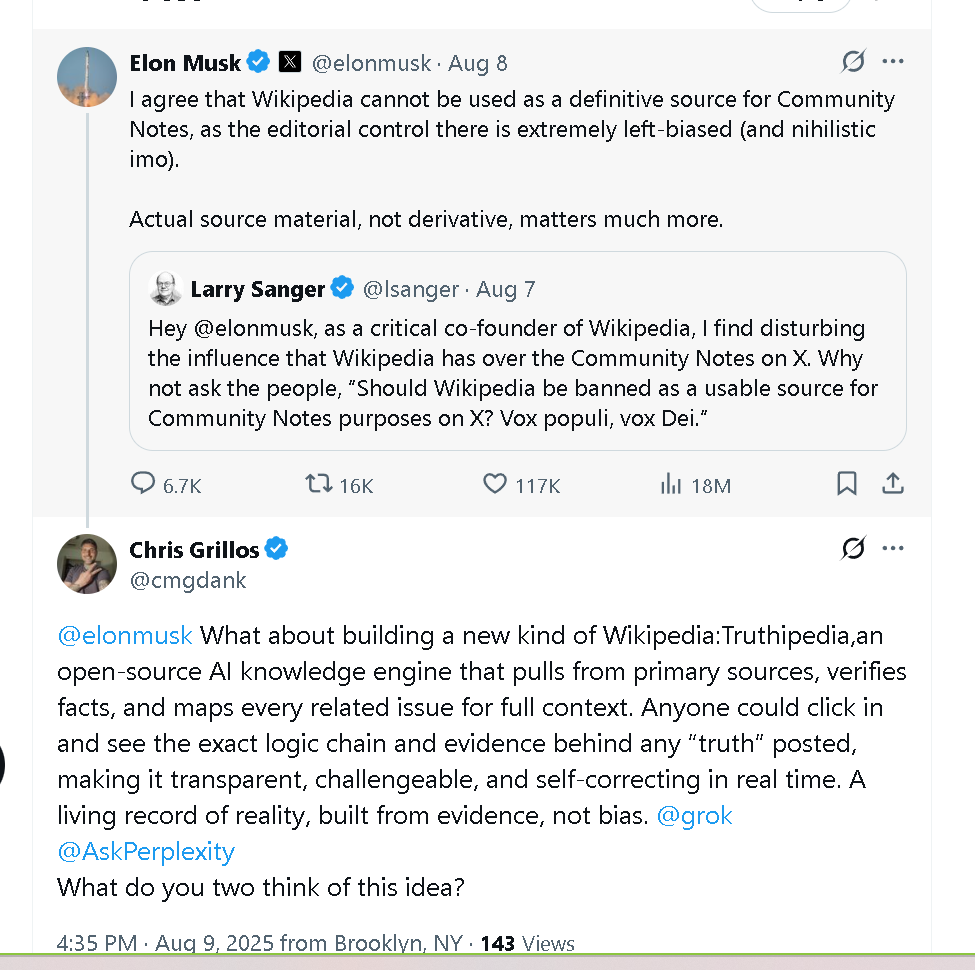 Elon Musk @elonmusk · Aug 8
I agree that Wikipedia cannot be used as a definitive source for Community
Notes, as the editorial control there is extremely left-biased (and nihilistic
imo).
Actual source material, not derivative, matters much more.
Larry Sanger @lsanger · Aug 7
Hey @elonmusk, as a critical co-founder of Wikipedia, I find disturbing
the influence that Wikipedia has over the Community Notes on X. Why
not ask the people, "Should Wikipedia be banned as a usable source for
Community Notes purposes on X? Vox populi, vox Dei."
6.7K 16K 117K 18M
Chris Grillos
@cmgdank
@elonmusk What about building a new kind of Wikipedia:Truthipedia,an
open-source AI knowledge engine that pulls from primary sources, verifies
facts, and maps every related issue for full context. Anyone could click in
and see the exact logic chain and evidence behind any "truth" posted,
making it transparent, challengeable, and self-correcting in real time. A
living record of reality, built from evidence, not bias. @grok
@AskPerplexity
What do you two think of this idea?
4:35 PM · Aug 9, 2025 from Brooklyn, NY · 143 Views